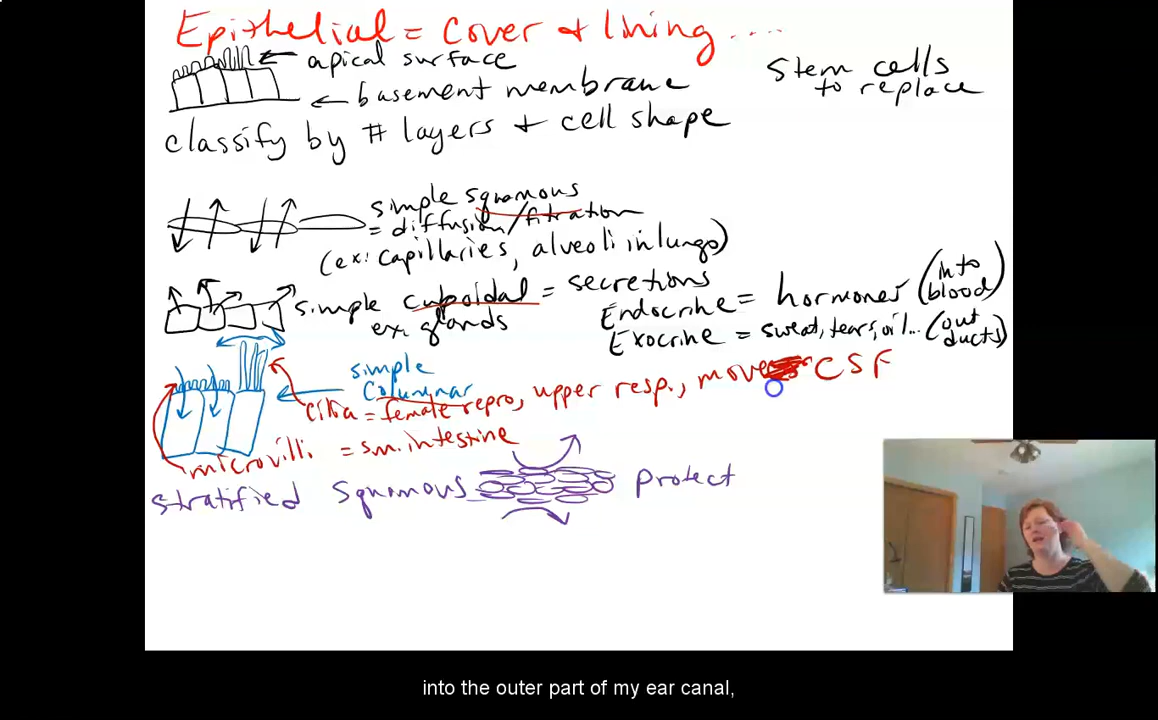 Epithelial = cover & lining ....
← apical surface
← basement membrane
stem cells
to replace
classify by # layers + cell shape
simple squamous
= diffusion/fitration
(ex: capillaries, alveoli in lungs)
simple cuboidal = secretions
ex: glands
Endocrine = hormones (into blood)
Exocrine = sweat, tears, oil... (out ducts)
simple
Columnar
cilia = female repro, upper resp., move CSF
microvilli = sm. intestine
stratified squamous protect
into the outer part of my ear canal,